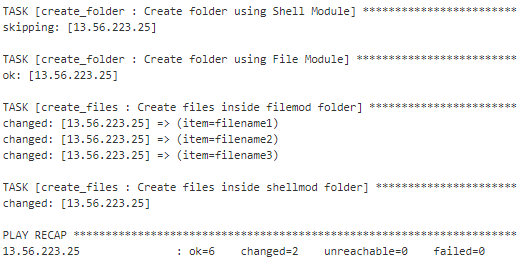 TASK [create_folder : Create folder using Shell Module] ************************
skipping: [13.56.223.25]
TASK [create_folder : Create folder using File Module] *************************
ok: [13.56.223.25]
TASK [create_files : Create files inside filemod folder] ***********************
changed: [13.56.223.25] => (item=filename1)
changed: [13.56.223.25] => (item=filename2)
changed: [13.56.223.25] => (item=filename3)
TASK [create_files : Create files inside shellmod folder] **********************
changed: [13.56.223.25]
PLAY RECAP *********************************************************************
13.56.223.25 : ok=6 changed=2 unreachable=0 failed=0